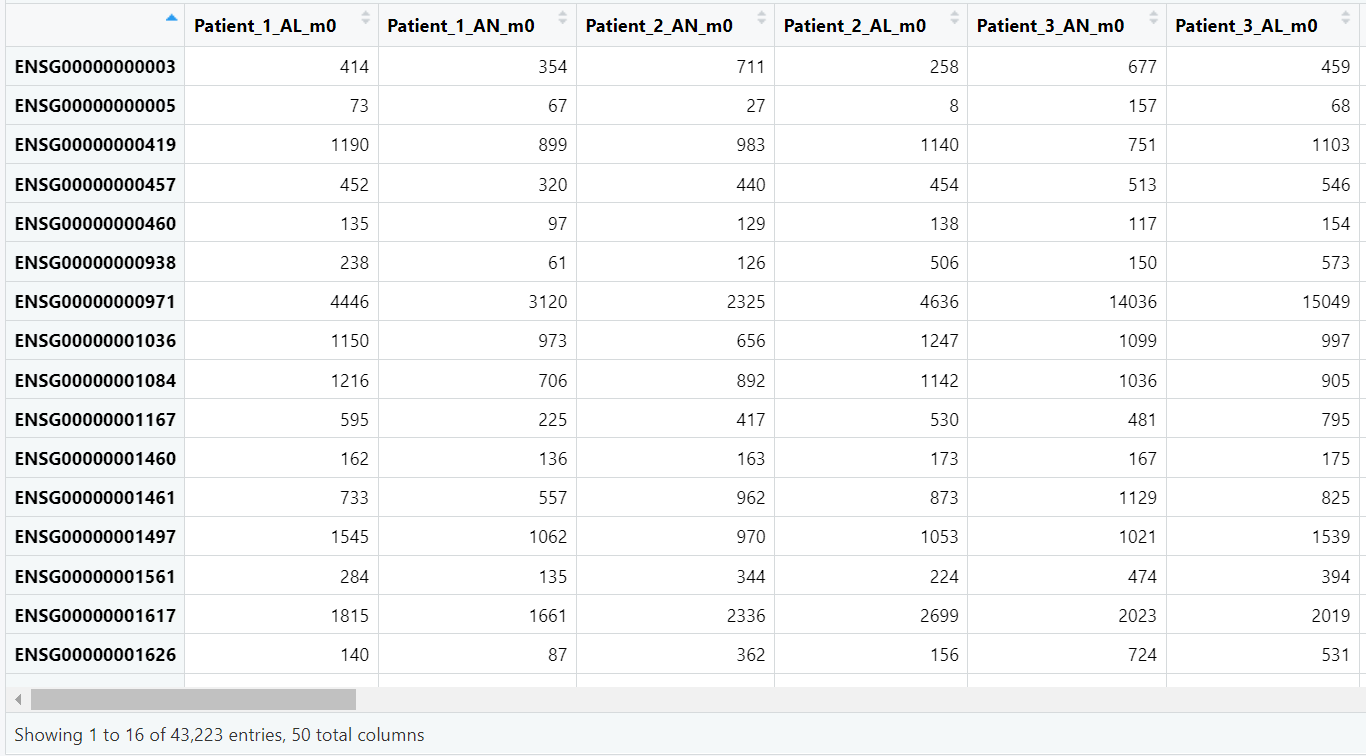 Patient_1_AL_m0 Patient_1_AN_m0 Patient_2_AN_m0 Patient_2_AL_m0 Patient_3_AN_m0 Patient_3_AL_m0
ENSG00000000003 414 354 711 258 677 459
ENSG00000000005 73 67 27 8 157 68
ENSG00000000419 1190 899 983 1140 751 1103
ENSG00000000457 452 320 440 454 513 546
ENSG00000000460 135 97 129 138 117 154
ENSG00000000938 238 61 126 506 150 573
ENSG00000000971 4446 3120 2325 4636 14036 15049
ENSG00000001036 1150 973 656 1247 1099 997
ENSG00000001084 1216 706 892 1142 1036 905
ENSG00000001167 595 225 417 530 481 795
ENSG00000001460 162 136 163 173 167 175
ENSG00000001461 733 557 962 873 1129 825
ENSG00000001497 1545 1062 970 1053 1021 1539
ENSG00000001561 284 135 344 224 474 394
ENSG00000001617 1815 1661 2336 2699 2023 2019
ENSG00000001626 140 87 362 156 724 531
Showing 1 to 16 of 43,223 entries, 50 total columns